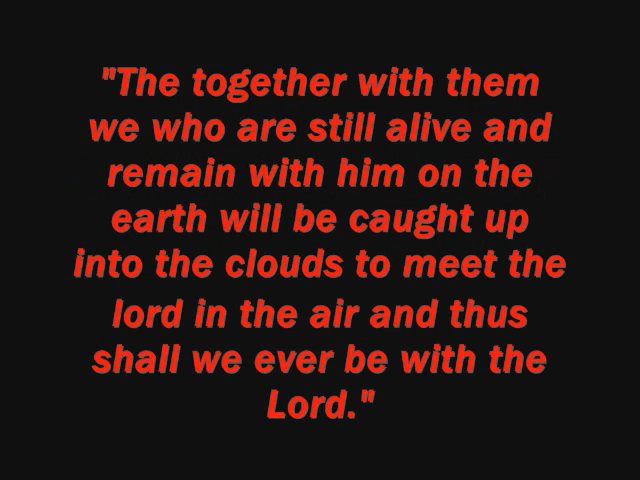 "The together with them
we who are still alive and
remain with him on the
earth will be caught up
into the clouds to meet the
lord in the air and thus
shall we ever be with the
Lord."